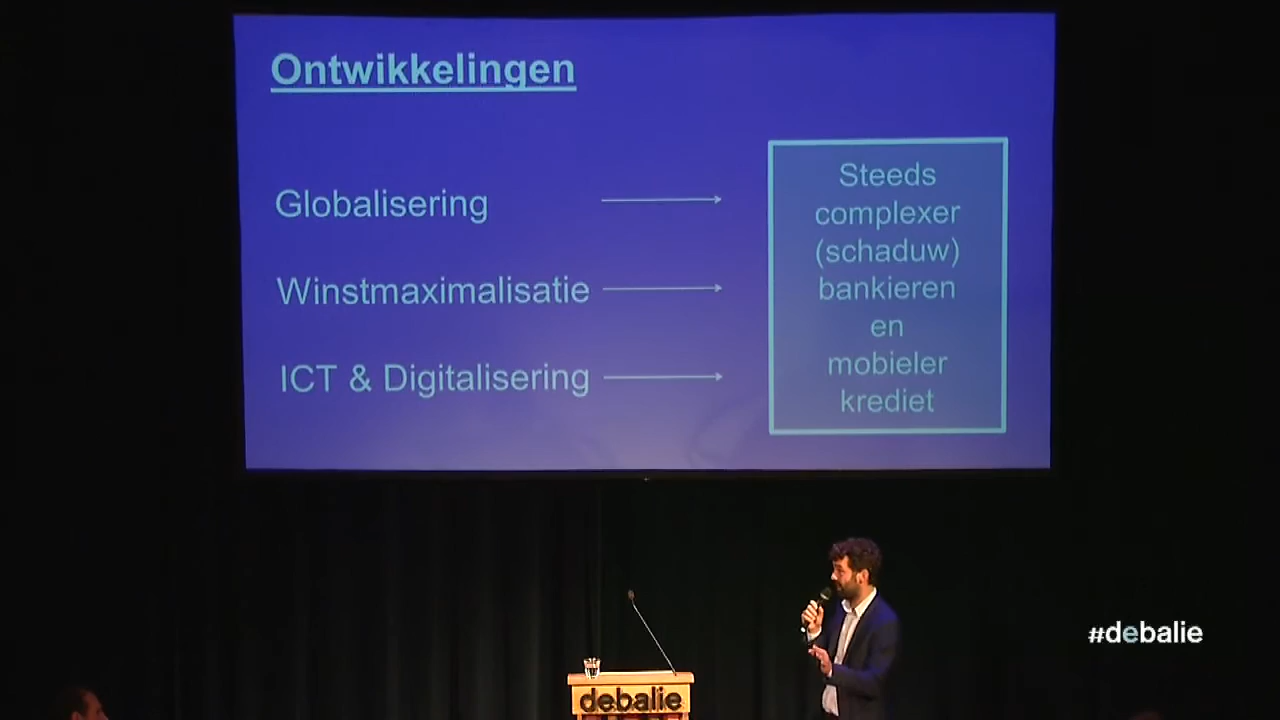 Ontwikkelingen
Globalisering
Winstmaximalisatie
ICT & Digitalisering
Steeds
complexer
(schaduw)
bankieren
en
mobieler
krediet
#debalie
debalie